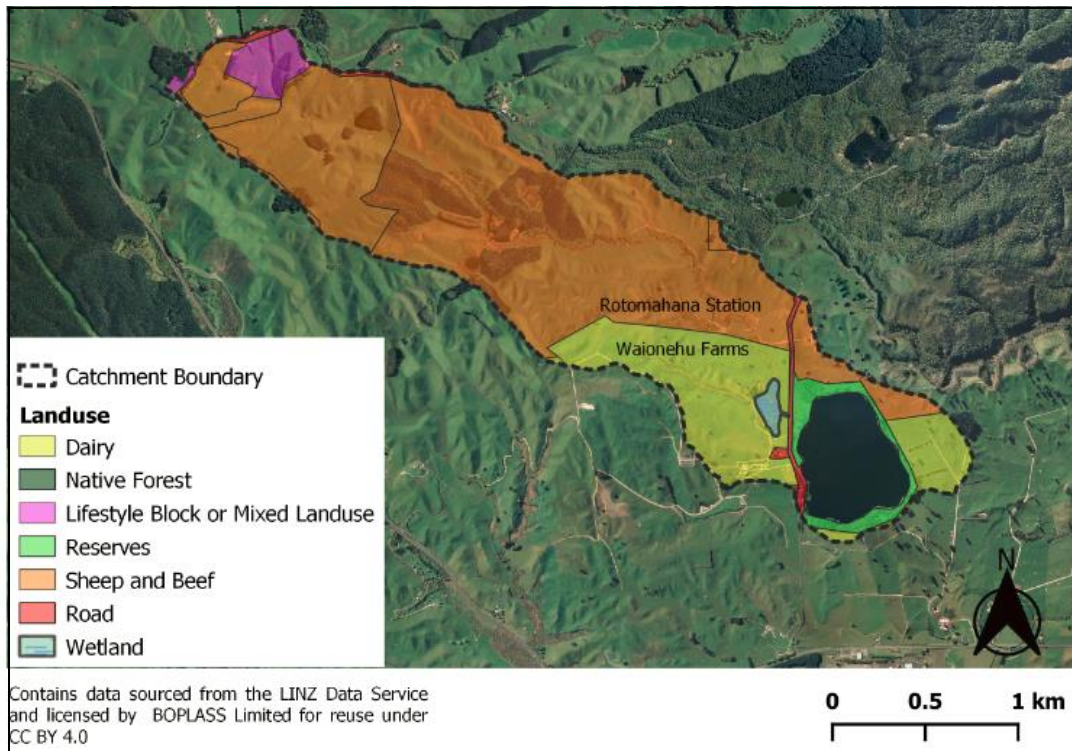 Rotomahana Station
Waionehu Farms
Catchment Boundary
Landuse
Dairy
Native Forest
Lifestyle Block or Mixed Landuse
Reserves
Sheep and Beef
Road
Wetland
N
Contains data sourced from the LINZ Data Service
and licensed by BOPLASS Limited for reuse under
CC BY 4.0
0 0.5 1 km